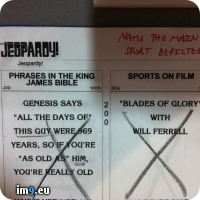 NAME THE MAIN
SPORT DEPICTED
JEOPARDY!
Jeopardy!
PHRASES IN THE KING
JAMES BIBLE
SPORTS ON FILM
GENESIS SAYS
"ALL THE DAYS OF"
THIS GUY WERE 969
YEARS, SO IF YOU'RE
"AS OLD AS" HIM,
YOU'RE REALLY OLD
200
"BLADES OF GLORY"
WITH
WILL FERRELL
im9.eu